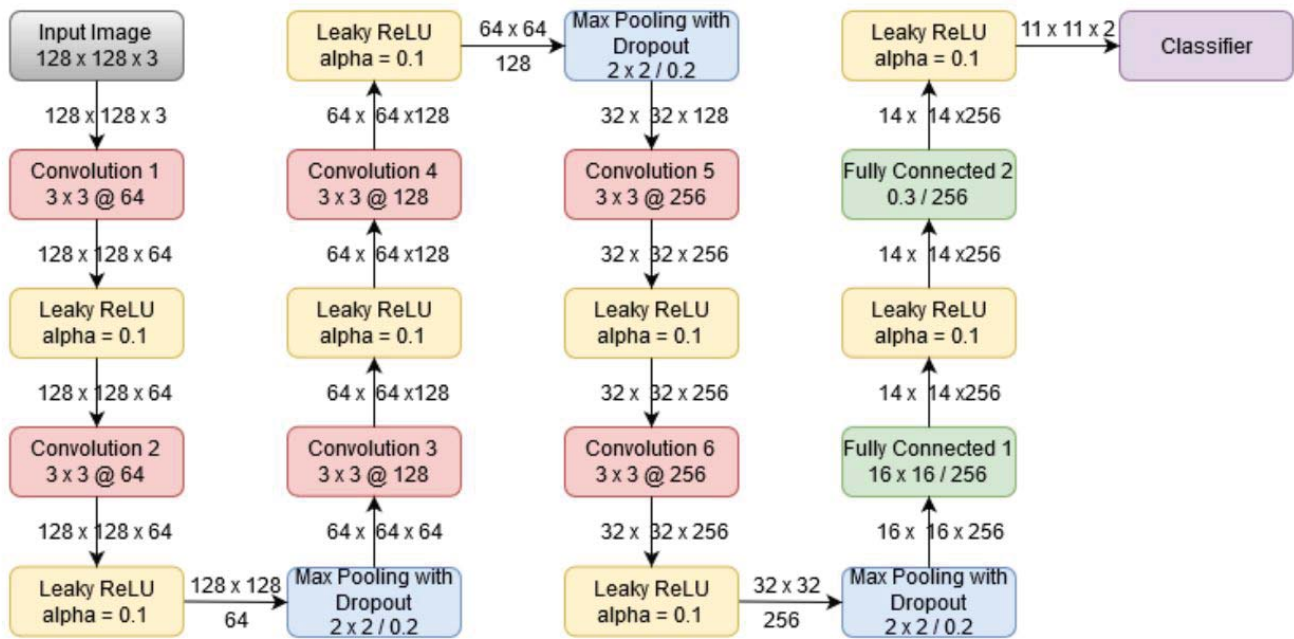 Input Image
128 x 128 x 3
128 x 128 x 3
Convolution 1
3 x 3 @ 64
128 x 128 x 64
Leaky ReLU
alpha = 0.1
128 x 128 x 64
Convolution 2
3 x 3 @ 64
128 x 128 x 64
Leaky ReLU
alpha = 0.1
128 x 128
64
Max Pooling with
Dropout
2 x 2 / 0.2
64 x 64 x 64
Convolution 3
3 x 3 @ 128
64 x 64 x128
Leaky ReLU
alpha = 0.1
64 x 64 x128
Convolution 4
3 x 3 @ 128
64 x 64 x128
Leaky ReLU
alpha = 0.1
64 x 64
128
Max Pooling with
Dropout
2 x 2 / 0.2
32 x 32 x 128
Convolution 5
3 x 3 @ 256
32 x 32 x 256
Leaky ReLU
alpha = 0.1
32 x 32 x 256
Convolution 6
3 x 3 @ 256
32 x 32 x 256
Leaky ReLU
alpha = 0.1
32 x 32
256
Max Pooling with
Dropout
2 x 2 / 0.2
16 x 16 x 256
Fully Connected 1
16 x 16 / 256
14 x 14 x256
Leaky ReLU
alpha = 0.1
14 x 14 x256
Fully Connected 2
0.3 / 256
14 x 14 x256
Leaky ReLU
alpha = 0.1
11 x 11 x 2
Classifier